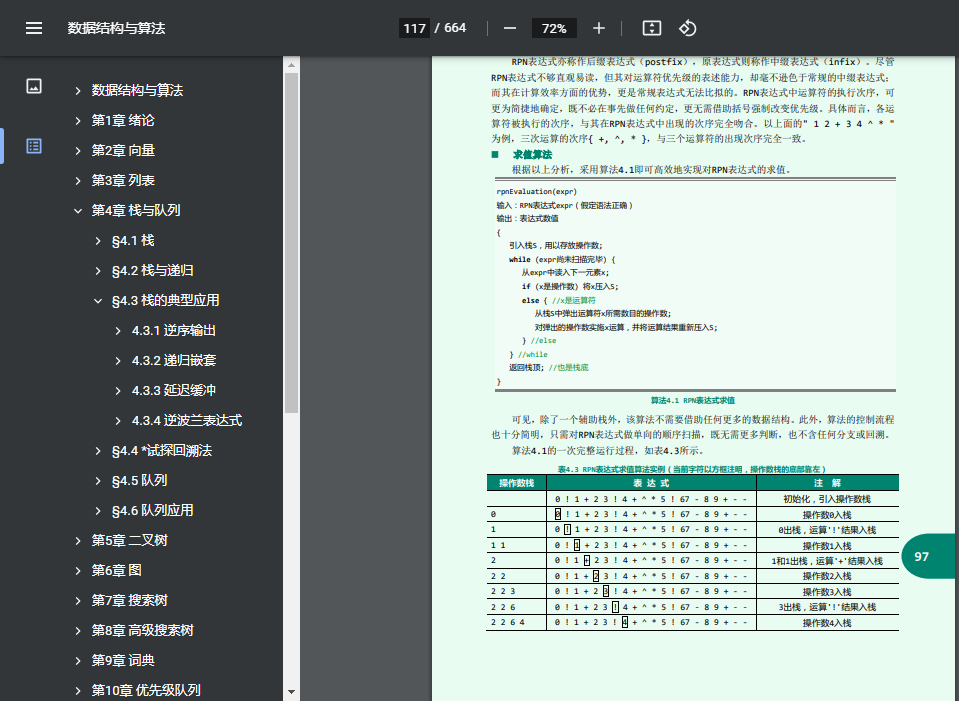 数据结构与算法
117 / 664
72%
数据结构与算法
第1章 绪论
第2章 向量
第3章 列表
第4章 栈与队列
§4.1 栈
§4.2 栈与递归
§4.3 栈的典型应用
4.3.1 逆序输出
4.3.2 递归嵌套
4.3.3 延迟缓冲
4.3.4 逆波兰表达式
§4.4 *试探回溯法
§4.5 队列
§4.6 队列应用
第5章 二叉树
第6章 图
第7章 搜索树
第8章 高级搜索树
第9章 词典
第10章 优先级队列
RPN表达式亦称作后缀表达式（postfix），原表达式则称作中缀表达式（infix）。尽管
RPN表达式不够直观易读，但其对运算符优先级的表述能力，却毫不逊色于常规的中缀表达式；
而其在计算效率方面的优势，更是常规表达式无法比拟的。RPN表达式中运算符的执行次序，可
更为简捷地确定，既不必在事先做任何约定，更无需借助括号强制改变优先级。具体而言，各运
算符被执行的次序，与其在RPN表达式中出现的次序完全吻合。以上面的" 1 2 + 3 4 ^ * "
为例，三次运算的次序{ +, ^, * }，与三个运算符的出现次序完全一致。
■ 求值算法
根据以上分析，采用算法4.1即可高效地实现对RPN表达式的求值。
rpnEvaluation(expr)
输入：RPN表达式expr（假定语法正确）
输出：表达式数值
{
引入栈S，用以存放操作数;
while (expr尚未扫描完毕) {
从expr中读入下一元素x;
if (x是操作数) 将x压入S;
else { //x是运算符
从栈S中弹出运算符x所需数目的操作数;
对弹出的操作数实施x运算，并将运算结果重新压入S;
} //else
} //while
返回栈顶; //也是栈底
}
算法4.1 RPN表达式求值
可见，除了一个辅助栈外，该算法不需要借助任何更多的数据结构。此外，算法的控制流程
也十分简明，只需对RPN表达式做单向的顺序扫描，既无需更多判断，也不含任何分支或回溯。
算法4.1的一次完整运行过程，如表4.3所示。
表4.3 RPN表达式求值算法实例（当前字符以方框注明，操作数栈的底部靠左）
操作数栈 表 达 式 注 解
0 ! 1 + 2 3 ! 4 + ^ * 5 ! 67 - 8 9 + - - 初始化，引入操作数栈
0 0 ! 1 + 2 3 ! 4 + ^ * 5 ! 67 - 8 9 + - - 操作数0入栈
1 0 ! 1 + 2 3 ! 4 + ^ * 5 ! 67 - 8 9 + - - 0出栈，运算'!'结果入栈
1 1 0 ! 1 + 2 3 ! 4 + ^ * 5 ! 67 - 8 9 + - - 操作数1入栈
2 0 ! 1 + 2 3 ! 4 + ^ * 5 ! 67 - 8 9 + - - 1和1出栈，运算'+'结果入栈
2 2 0 ! 1 + 2 3 ! 4 + ^ * 5 ! 67 - 8 9 + - - 操作数2入栈
2 2 3 0 ! 1 + 2 3 ! 4 + ^ * 5 ! 67 - 8 9 + - - 操作数3入栈
2 2 6 0 ! 1 + 2 3 ! 4 + ^ * 5 ! 67 - 8 9 + - - 3出栈，运算'!'结果入栈
2 2 6 4 0 ! 1 + 2 3 ! 4 + ^ * 5 ! 67 - 8 9 + - - 操作数4入栈
97